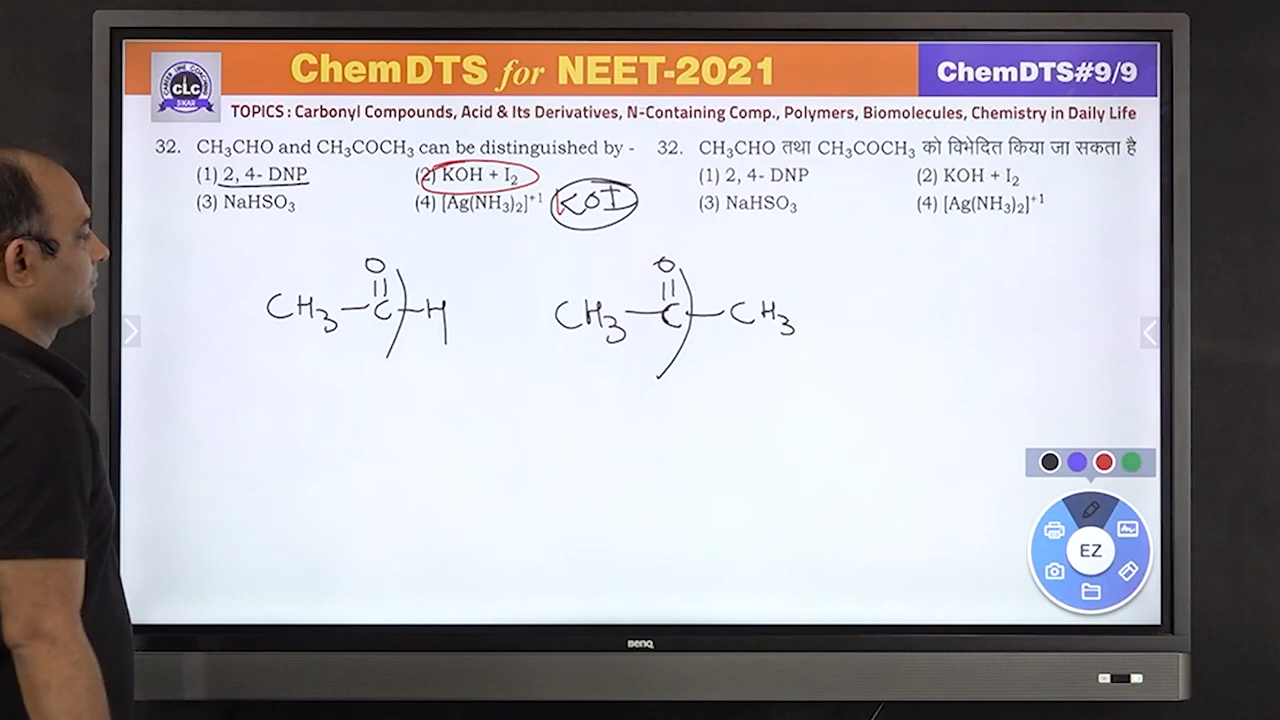 ChemDTS for NEET-2021
ChemDTS#9/9
CLC
SIKAR
TOPICS : Carbonyl Compounds, Acid & Its Derivatives, N-Containing Comp., Polymers, Biomolecules, Chemistry in Daily Life
32. CH₃CHO and CH₃COCH₃ can be distinguished by -
(1) 2, 4- DNP (2) KOH + I₂
(3) NaHSO₃ (4) [Ag(NH₃)₂]⁺¹
KOI
32. CH₃CHO तथा CH₃COCH₃ को विभेदित किया जा सकता है
(1) 2, 4- DNP (2) KOH + I₂
(3) NaHSO₃ (4) [Ag(NH₃)₂]⁺¹
O O
CH₃—C—H CH₃—C—CH₃
EZ
BenQ